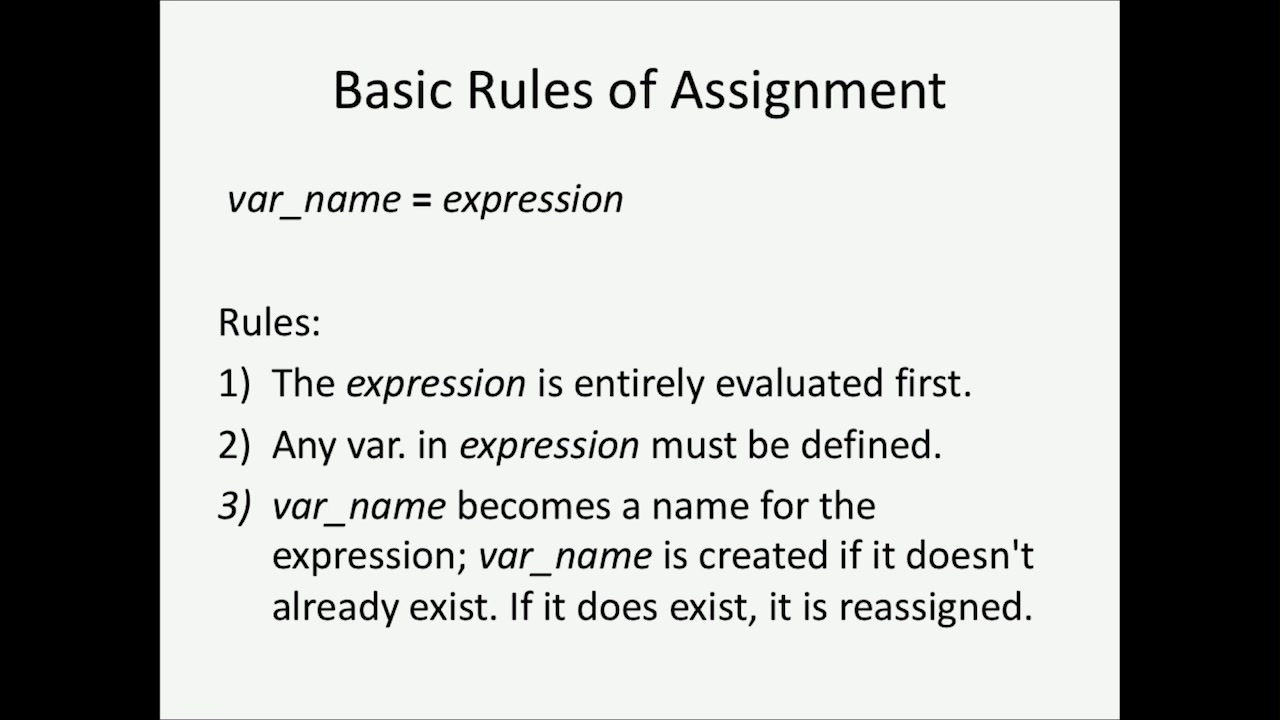 Basic Rules of Assignment
var_name = expression
Rules:
1) The expression is entirely evaluated first.
2) Any var. in expression must be defined.
3) var_name becomes a name for the
expression; var_name is created if it doesn't
already exist. If it does exist, it is reassigned.